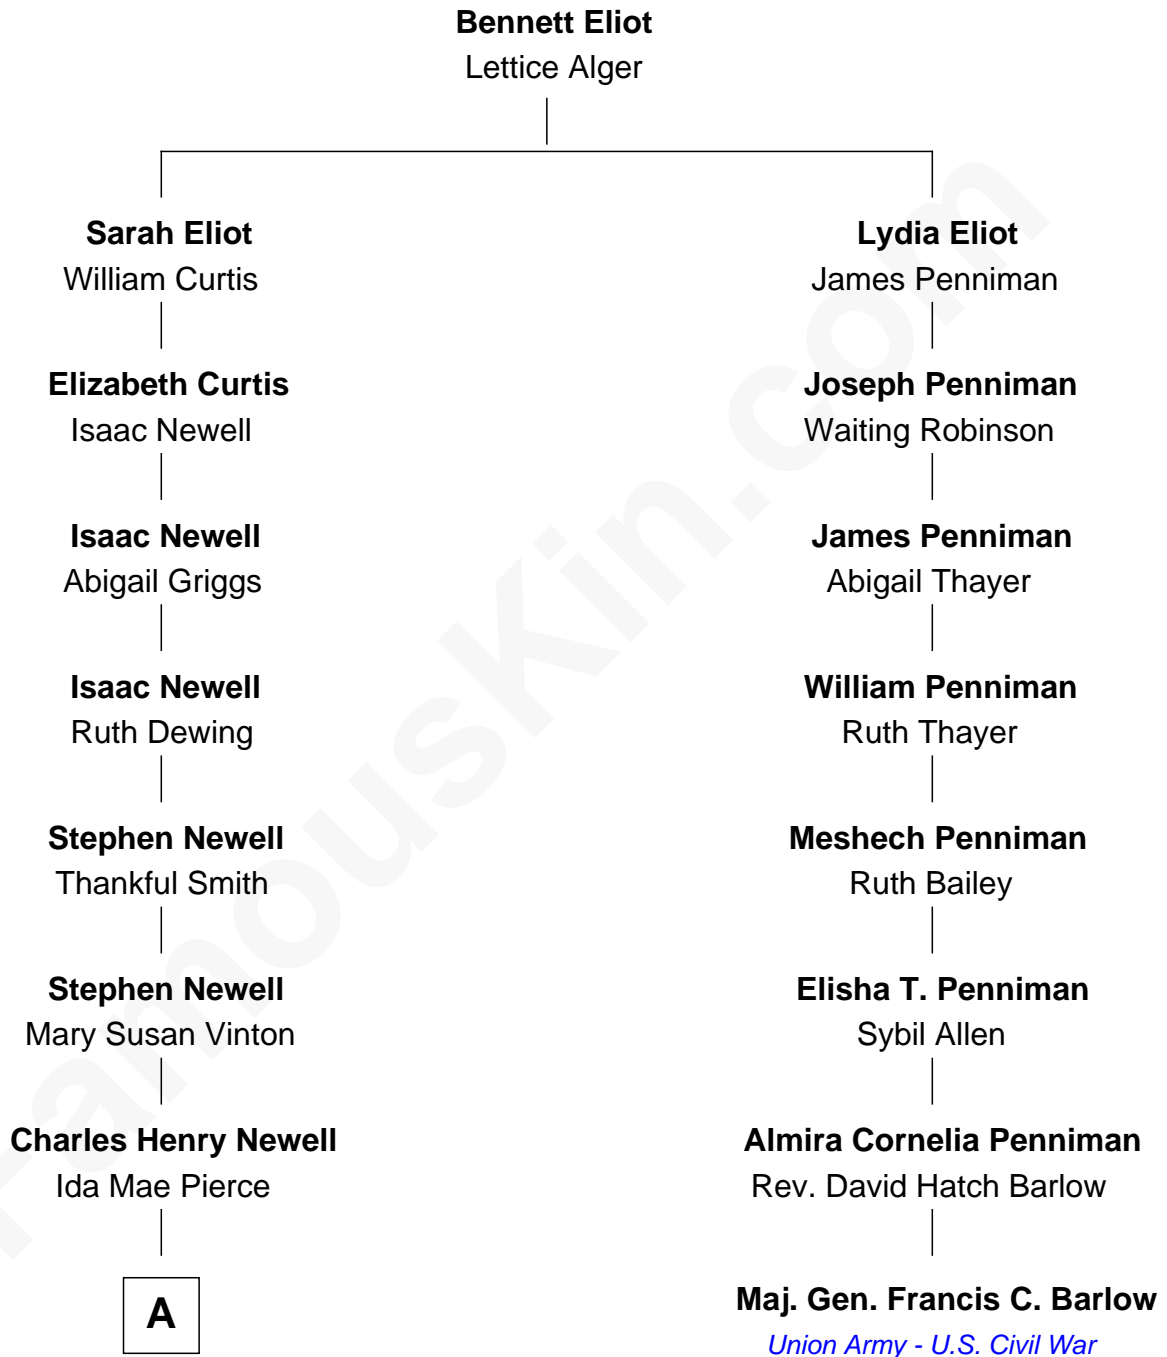 Bennett Eliot
Lettice Alger
Sarah Eliot
William Curtis
Lydia Eliot
James Penniman
Elizabeth Curtis
Isaac Newell
Joseph Penniman
Waiting Robinson
Isaac Newell
Abigail Griggs
James Penniman
Abigail Thayer
Isaac Newell
Ruth Dewing
William Penniman
Ruth Thayer
Stephen Newell
Thankful Smith
Meshech Penniman
Ruth Bailey
Stephen Newell
Mary Susan Vinton
Elisha T. Penniman
Sybil Allen
Charles Henry Newell
Ida Mae Pierce
Almira Cornelia Penniman
Rev. David Hatch Barlow
A
Maj. Gen. Francis C. Barlow
Union Army - U.S. Civil War
FamousKin.com